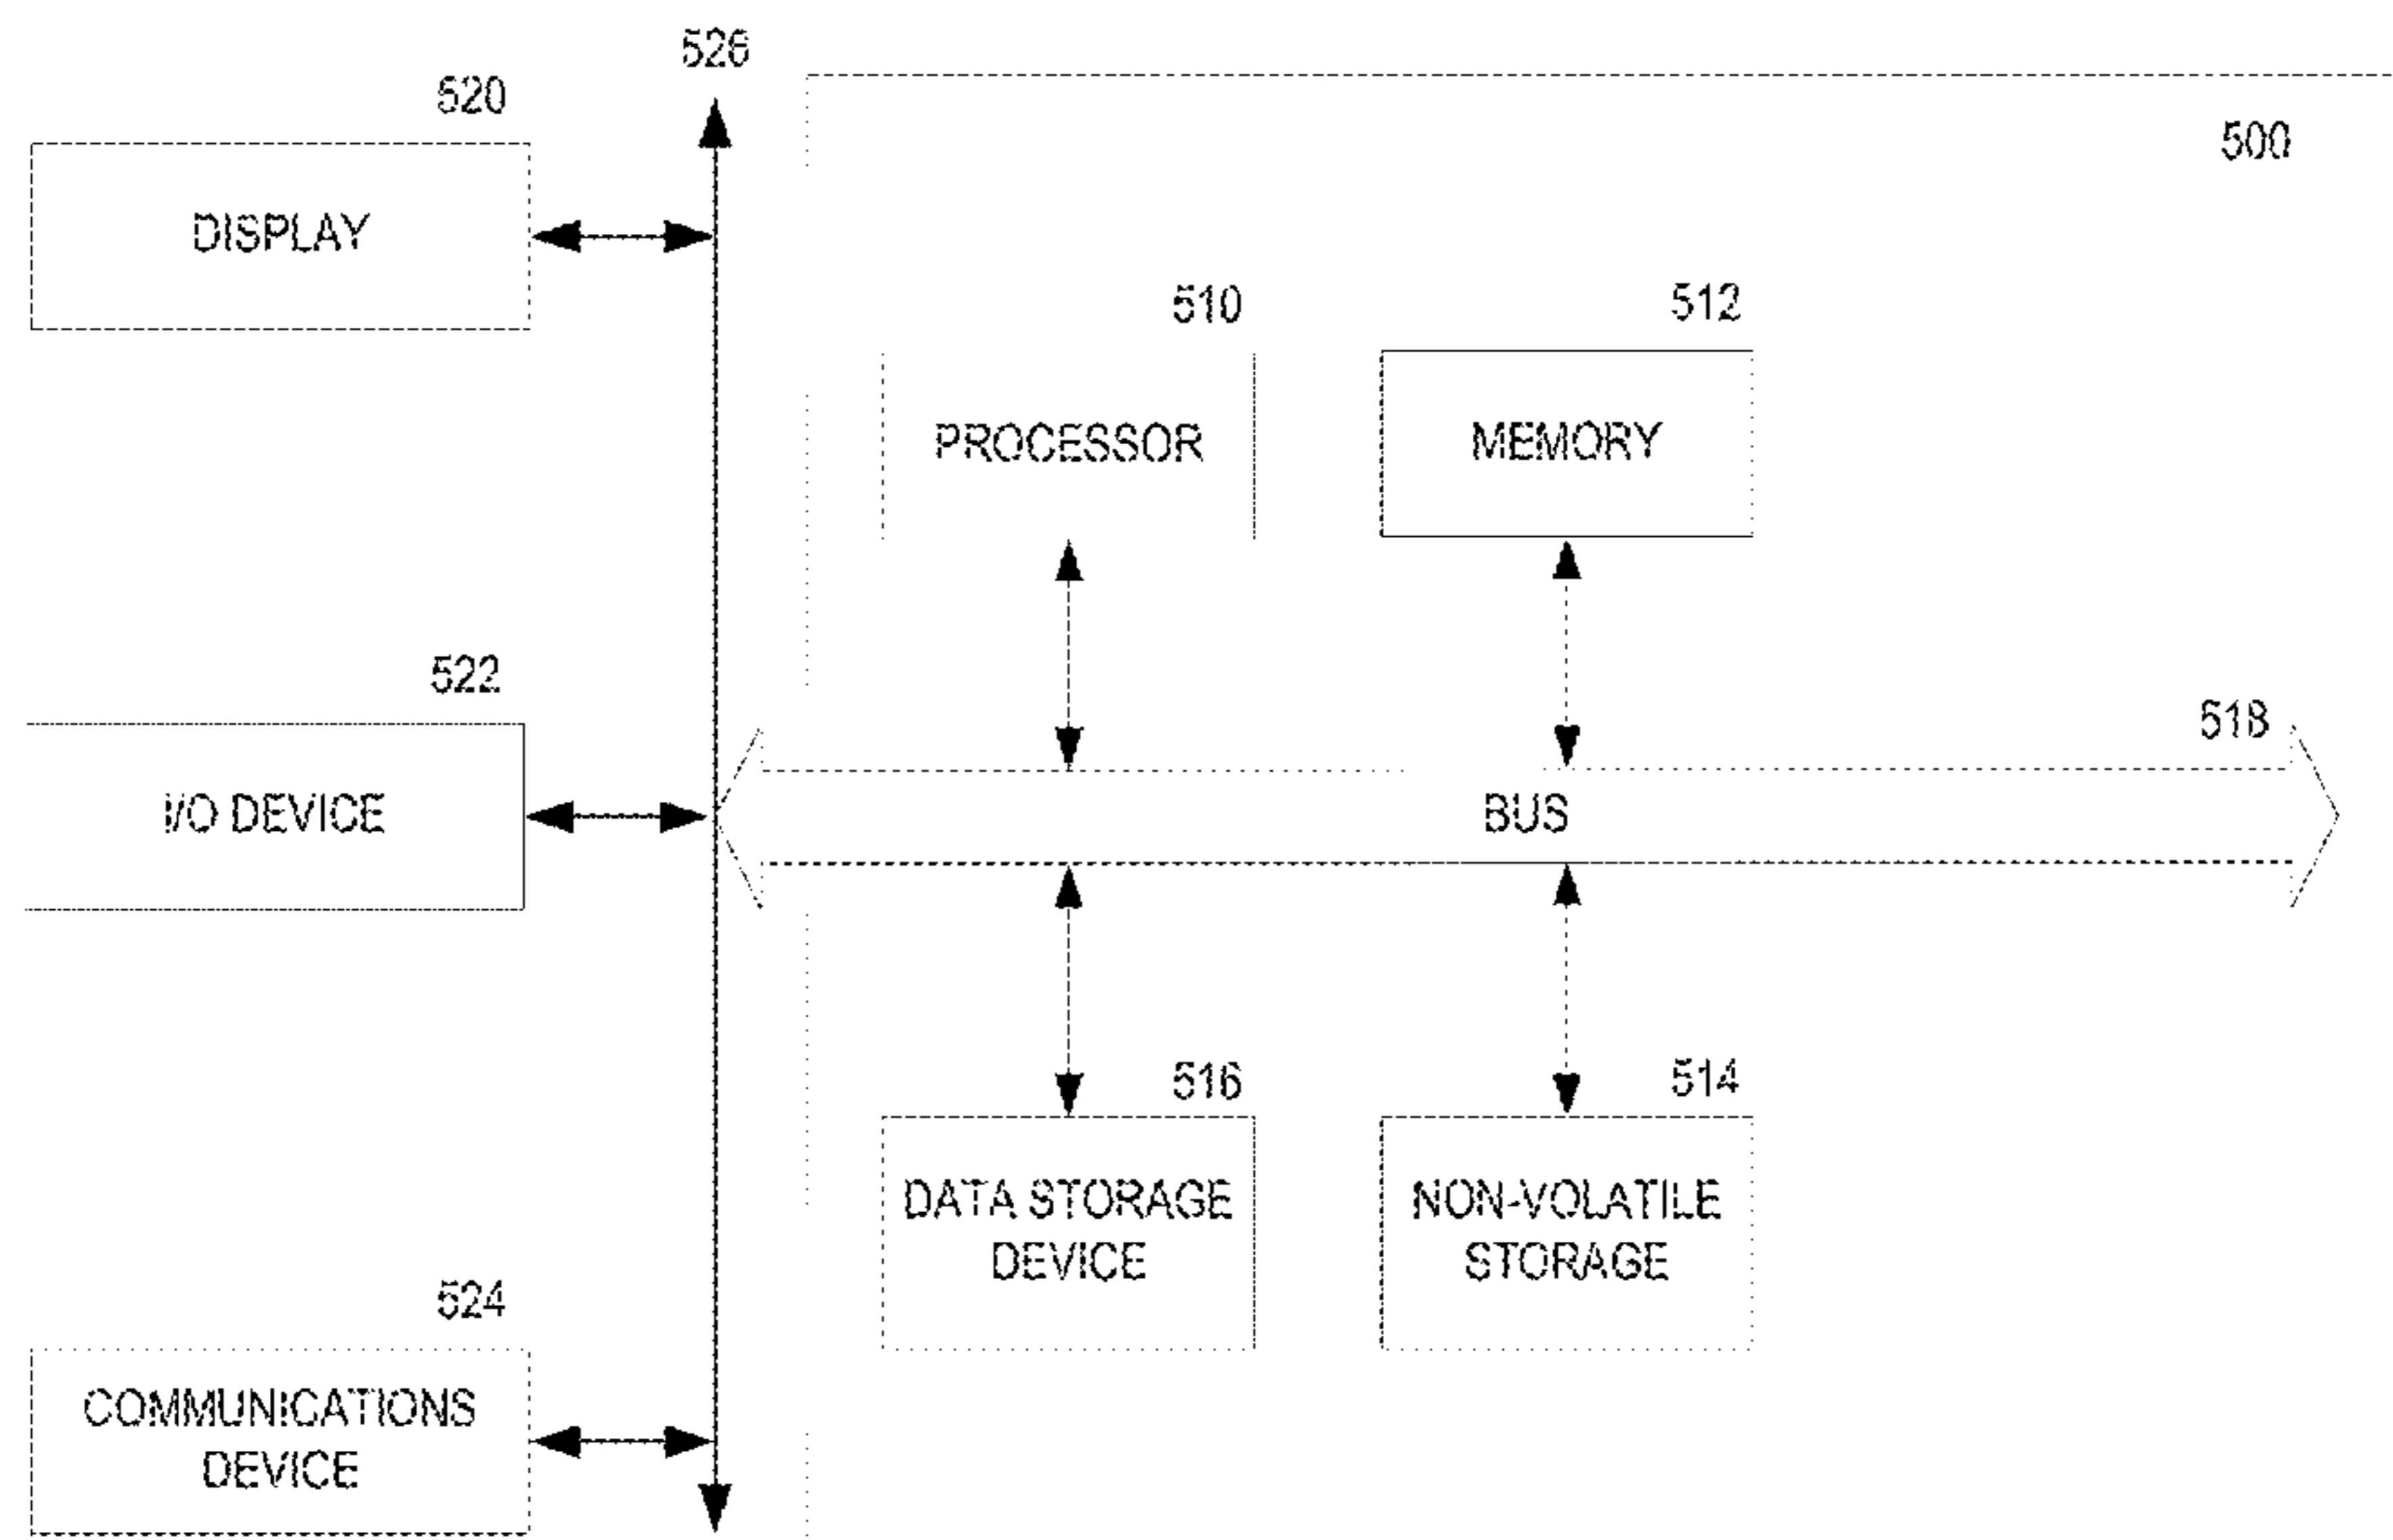 526
520
500
DISPLAY
510
512
PROCESSOR
MEMORY
522
518
I/O DEVICE
BUS
516
514
DATA STORAGE
DEVICE
NON-VOLATILE
STORAGE
524
COMMUNICATIONS
DEVICE